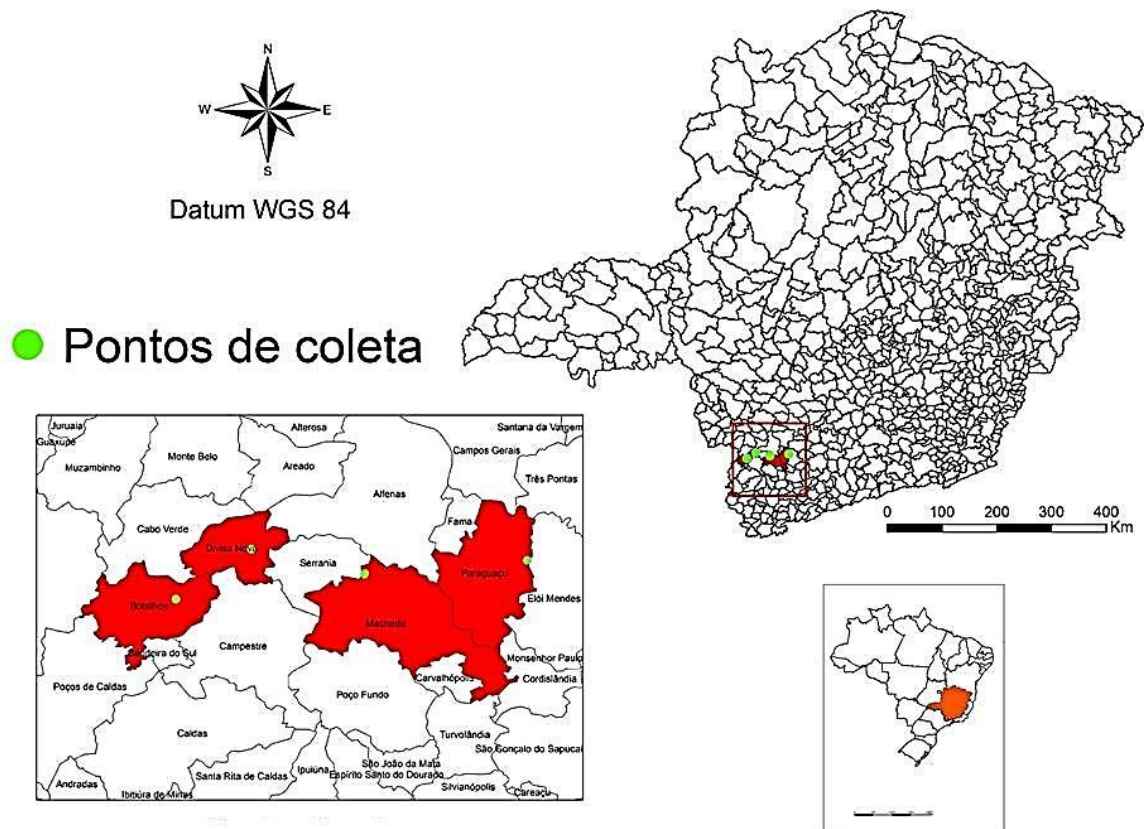 N
W E
S
Datum WGS 84
Pontos de coleta
0 100 200 300 400
Km
Juruaia
Guaxupé
Muzambinho
Monte Belo
Alterosa
Areado
Santana da Vargem
Campos Gerais
Três Pontas
Alfenas
Fama
Cabo Verde
Divisa Nova
Serrania
Paraguaçu
Elói Mendes
Botelhos
Machado
Bandeira do Sul
Campestre
Monsenhor Paulo
Carvalhópolis
Cordislândia
Poços de Caldas
Poço Fundo
Caldas
Turvolândia
São Gonçalo do Sapucaí
Santa Rita de Caldas
Ipuiúna
São João da Mata
Espírito Santo do Dourado
Andradas
Ibitiúra de Minas
Silvianópolis
Careaçu